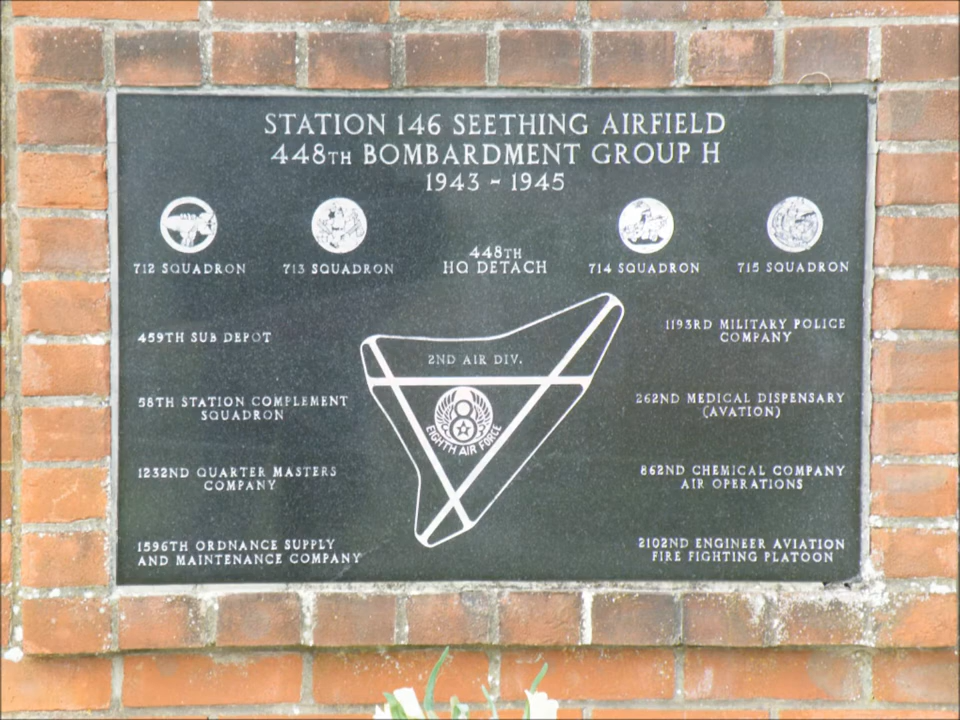 STATION 146 SEETHING AIRFIELD
448TH BOMBARDMENT GROUP H
1943 - 1945
712 SQUADRON
713 SQUADRON
448TH
HQ DETACH
714 SQUADRON
715 SQUADRON
459TH SUB DEPOT
2ND AIR DIV.
1193RD MILITARY POLICE
COMPANY
58TH STATION COMPLEMENT
SQUADRON
EIGHTH AIR FORCE
262ND MEDICAL DISPENSARY
(AVATION)
1232ND QUARTER MASTERS
COMPANY
862ND CHEMICAL COMPANY
AIR OPERATIONS
1596TH ORDNANCE SUPPLY
AND MAINTENANCE COMPANY
2102ND ENGINEER AVIATION
FIRE FIGHTING PLATOON